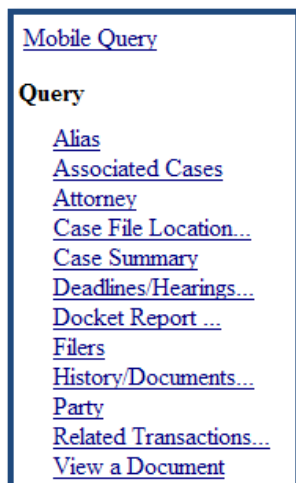 Mobile Query
Query
Alias
Associated Cases
Attorney
Case File Location...
Case Summary
Deadlines/Hearings...
Docket Report ...
Filers
History/Documents...
Party
Related Transactions...
View a Document